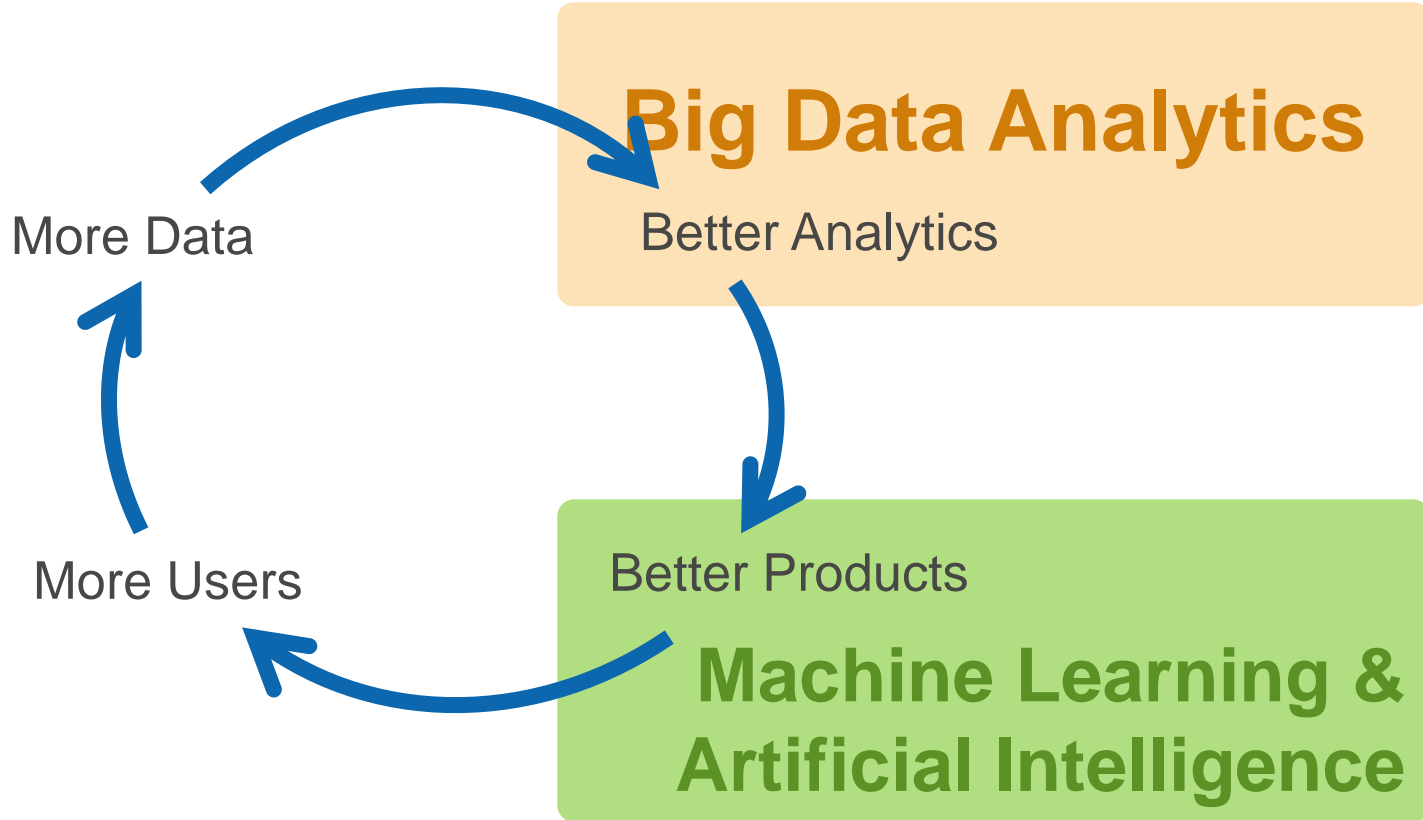 Big Data Analytics
More Data
Better Analytics
More Users
Better Products
Machine Learning &
Artificial Intelligence